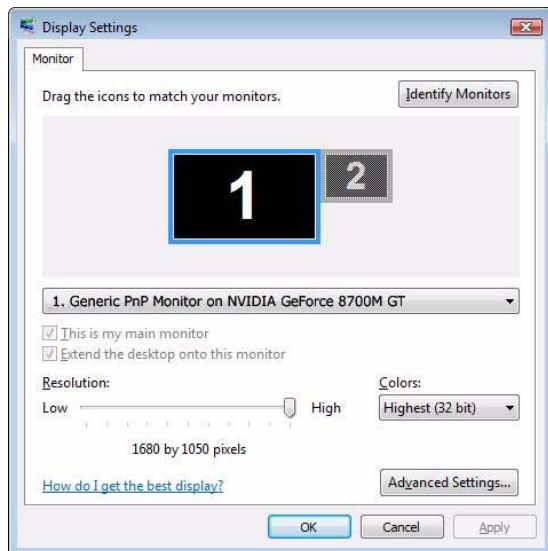 Display Settings
Monitor
Drag the icons to match your monitors.
Identify Monitors
1
2
1. Generic PnP Monitor on NVIDIA GeForce 8700M GT
This is my main monitor
Extend the desktop onto this monitor
Resolution:
Colors:
Low
High
Highest (32 bit)
1680 by 1050 pixels
How do I get the best display?
Advanced Settings...
OK
Cancel
Apply